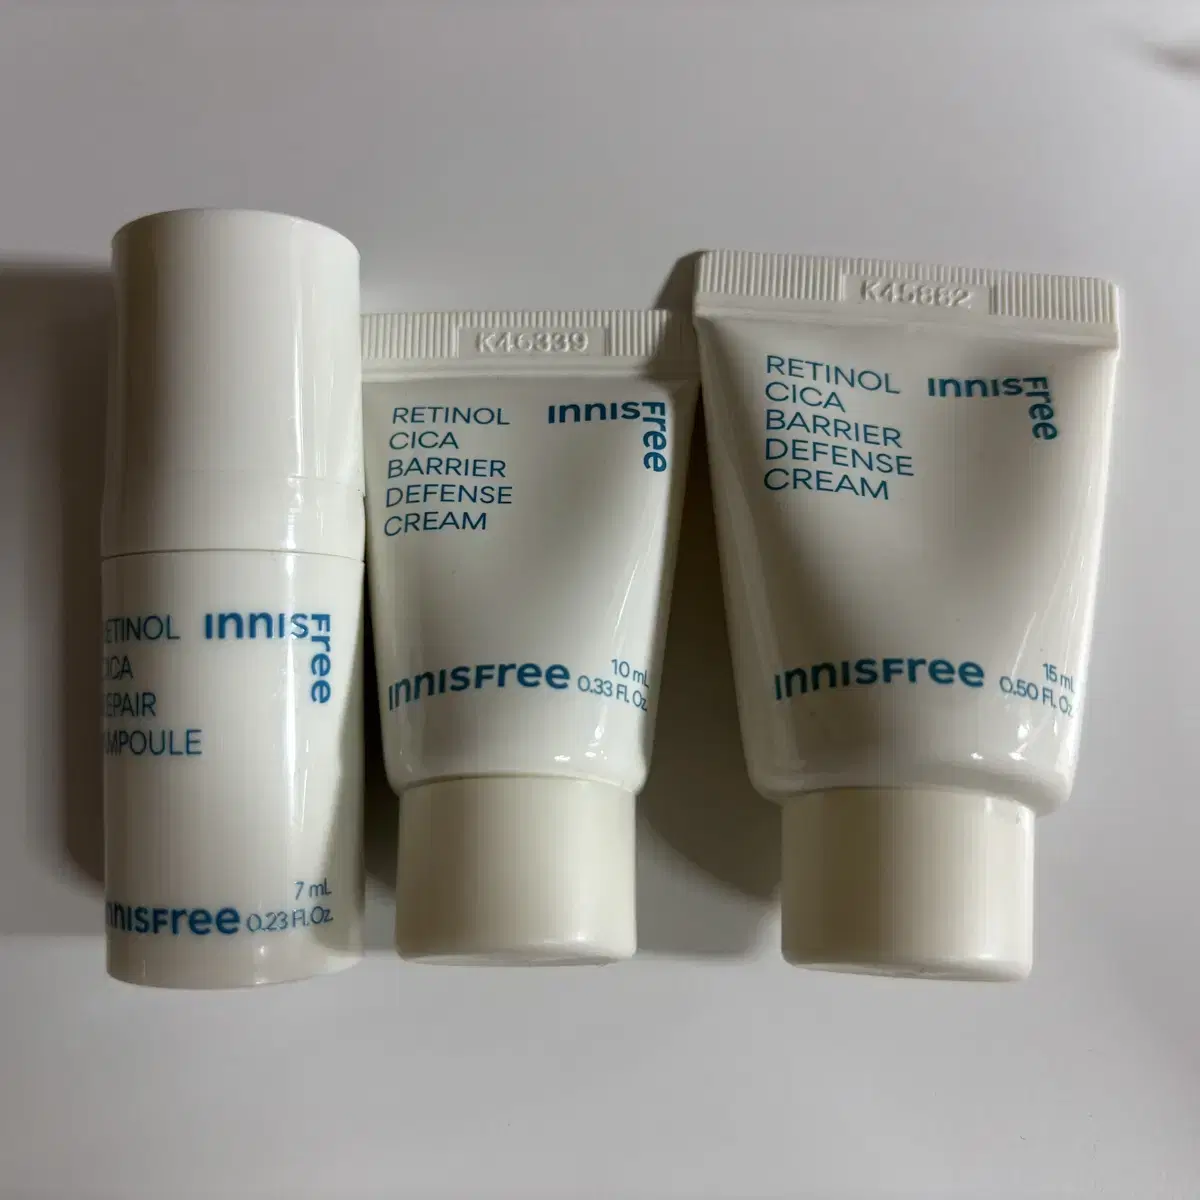 ETINOL
CICA
EPAIR
MPOULE
INNISFree
7 mL
INNISFree 0.23 Fl. Oz.
K46339
RETINOL
CICA
BARRIER
DEFENSE
CREAM
INNISFree
10 mL
INNISFree 0.33 Fl. Oz.
K45882
RETINOL
CICA
BARRIER
DEFENSE
CREAM
INNISFree
15 mL
INNISFree 0.50 Fl. Oz.